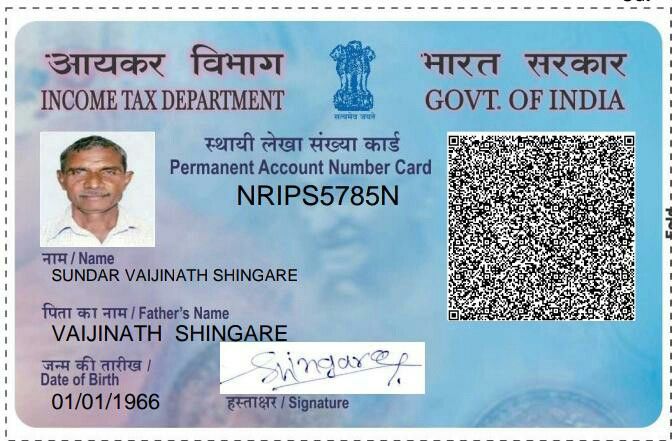 आयकर विभाग
INCOME TAX DEPARTMENT
सत्यमेव जयते
भारत सरकार
GOVT. OF INDIA
स्थायी लेखा संख्या कार्ड
Permanent Account Number Card
NRIPS5785N
नाम / Name
SUNDAR VAIJINATH SHINGARE
पिता का नाम / Father's Name
VAIJINATH SHINGARE
जन्म की तारीख /
Date of Birth
01/01/1966
Shingare
हस्ताक्षर / Signature